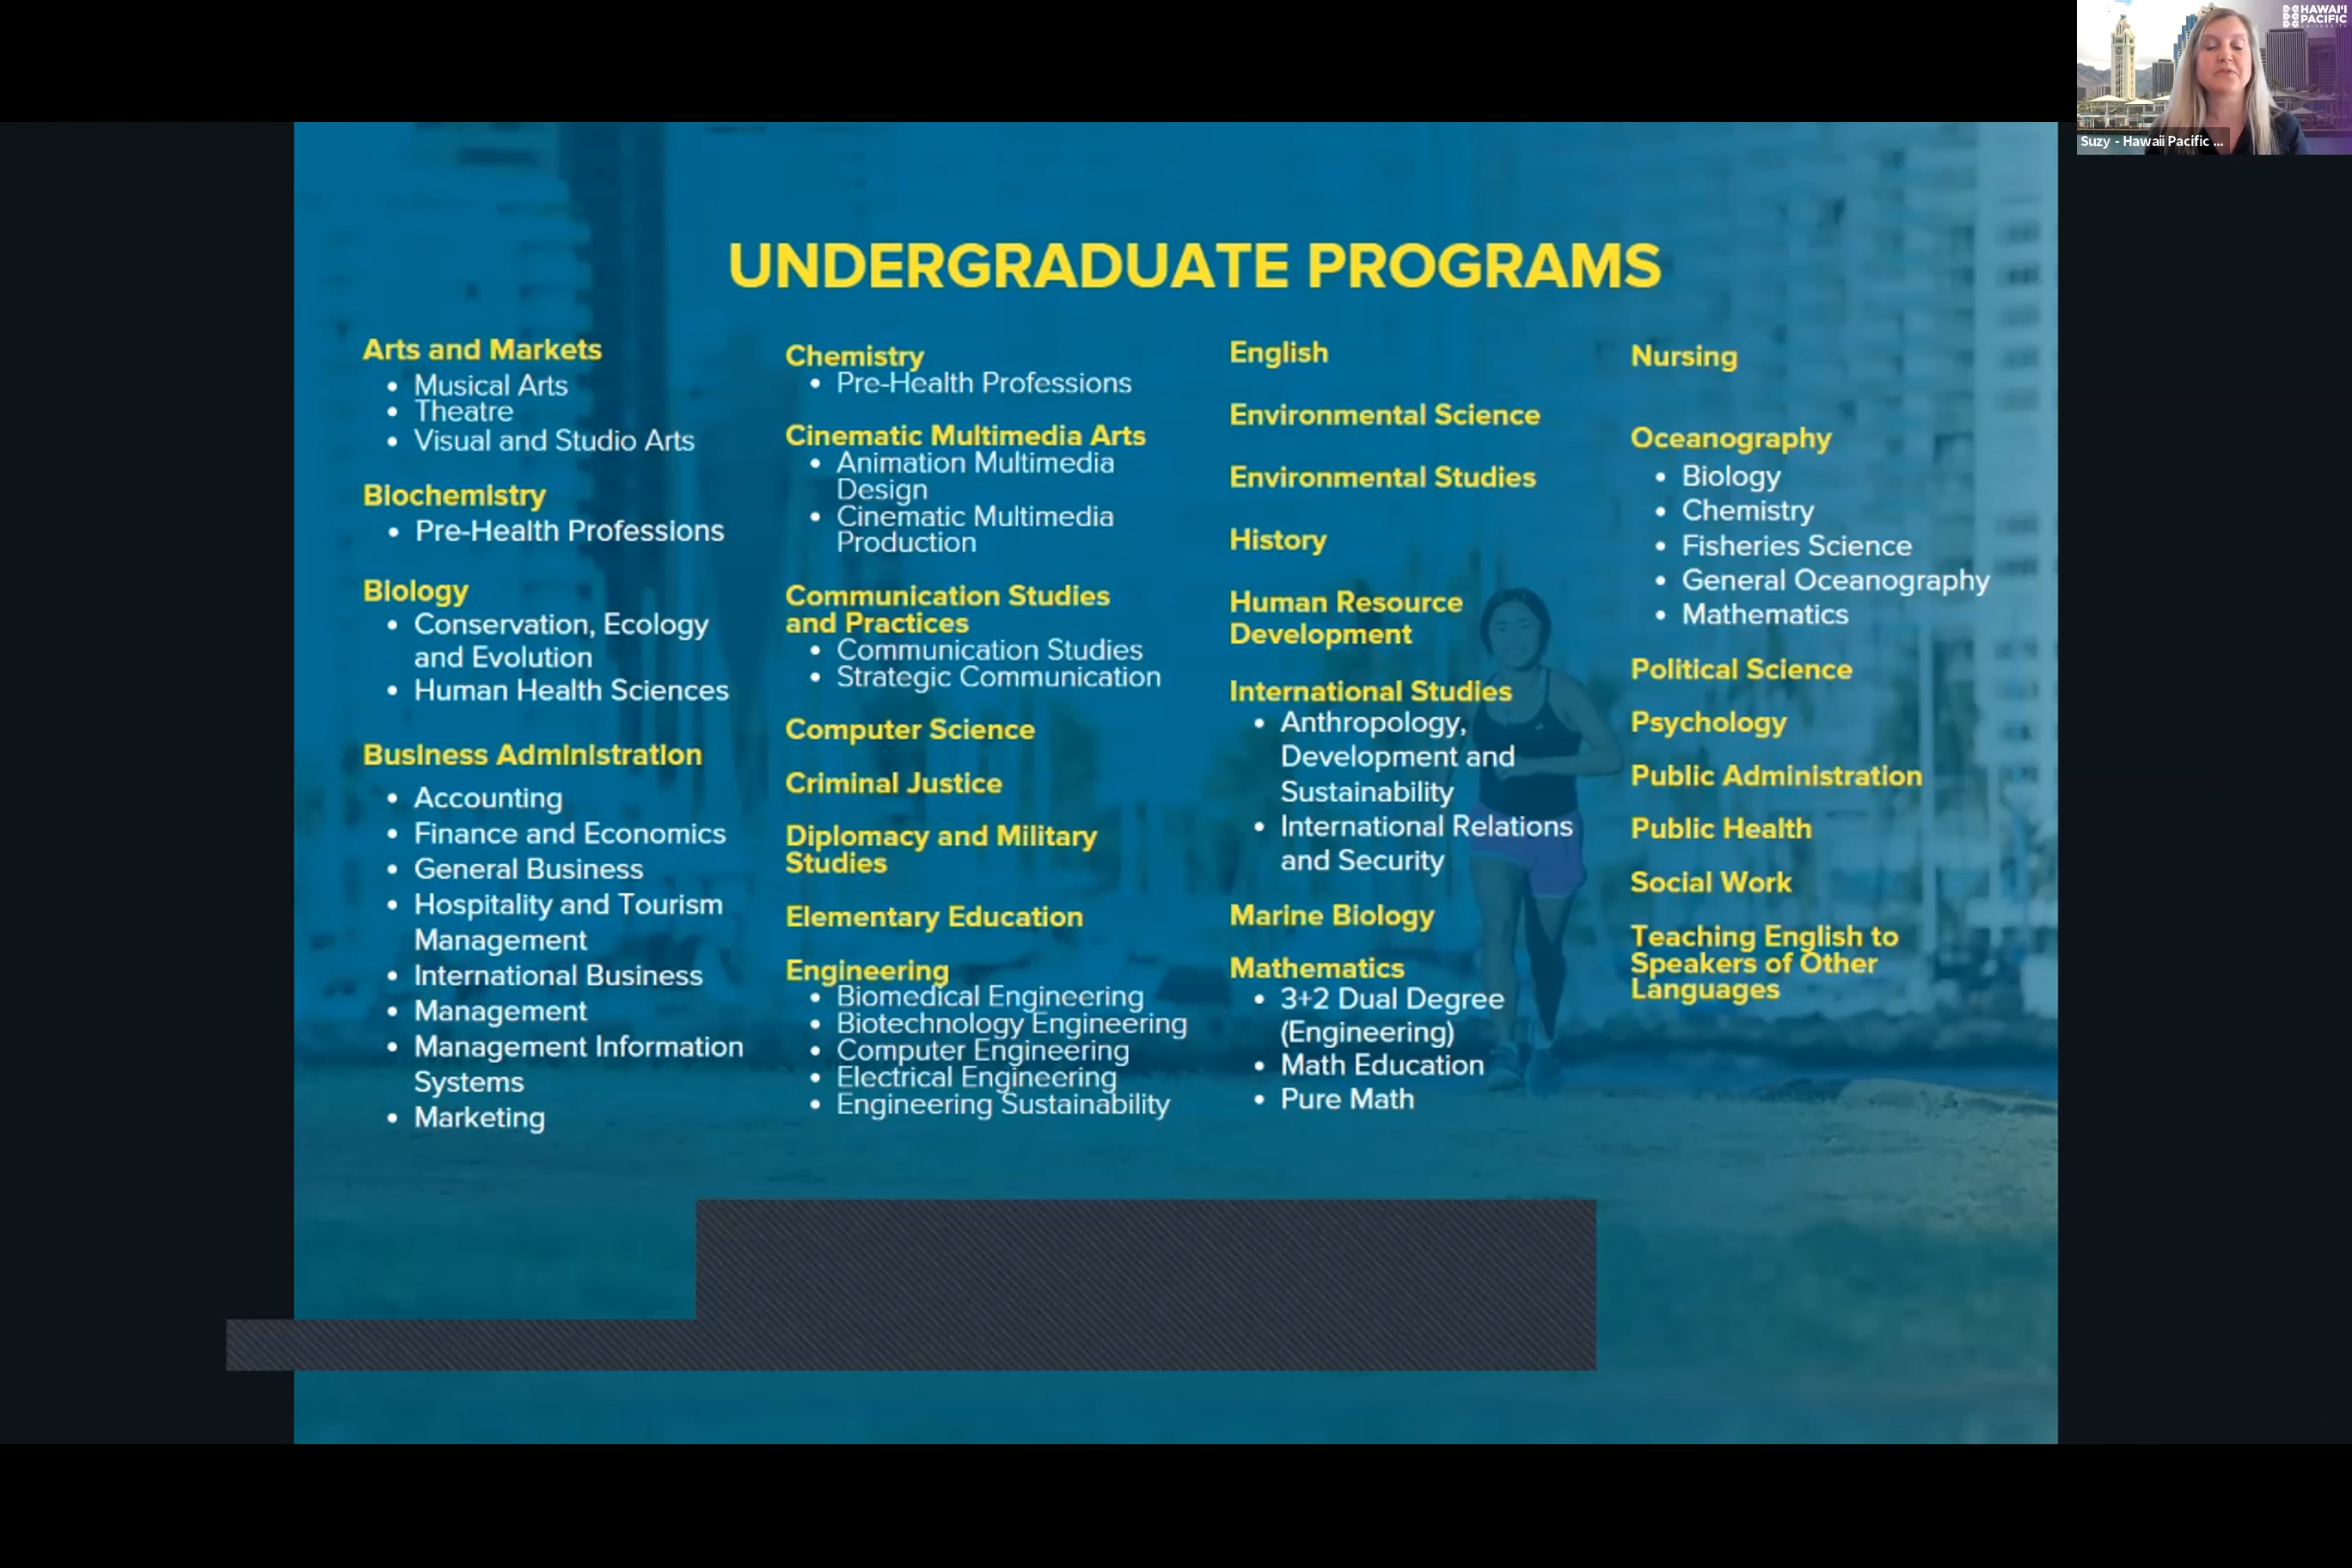 UNDERGRADUATE PROGRAMS
Arts and Markets
• Musical Arts
• Theatre
• Visual and Studio Arts
Biochemistry
• Pre-Health Professions
Biology
• Conservation, Ecology
and Evolution
• Human Health Sciences
Business Administration
• Accounting
• Finance and Economics
• General Business
• Hospitality and Tourism
Management
• International Business
• Management
• Management Information
Systems
• Marketing
Chemistry
• Pre-Health Professions
Cinematic Multimedia Arts
• Animation Multimedia
Design
• Cinematic Multimedia
Production
Communication Studies
and Practices
• Communication Studies
• Strategic Communication
Computer Science
Criminal Justice
Diplomacy and Military
Studies
Elementary Education
Engineering
• Biomedical Engineering
• Biotechnology Engineering
• Computer Engineering
• Electrical Engineering
• Engineering Sustainability
English
Environmental Science
Environmental Studies
History
Human Resource
Development
International Studies
• Anthropology,
Development and
Sustainability
• International Relations
and Security
Marine Biology
Mathematics
• 3+2 Dual Degree
(Engineering)
• Math Education
• Pure Math
Nursing
Oceanography
• Biology
• Chemistry
• Fisheries Science
• General Oceanography
• Mathematics
Political Science
Psychology
Public Administration
Public Health
Social Work
Teaching English to
Speakers of Other
Languages
HAWAI'I
PACIFIC
UNIVERSITY
Suzy - Hawaii Pacific ...